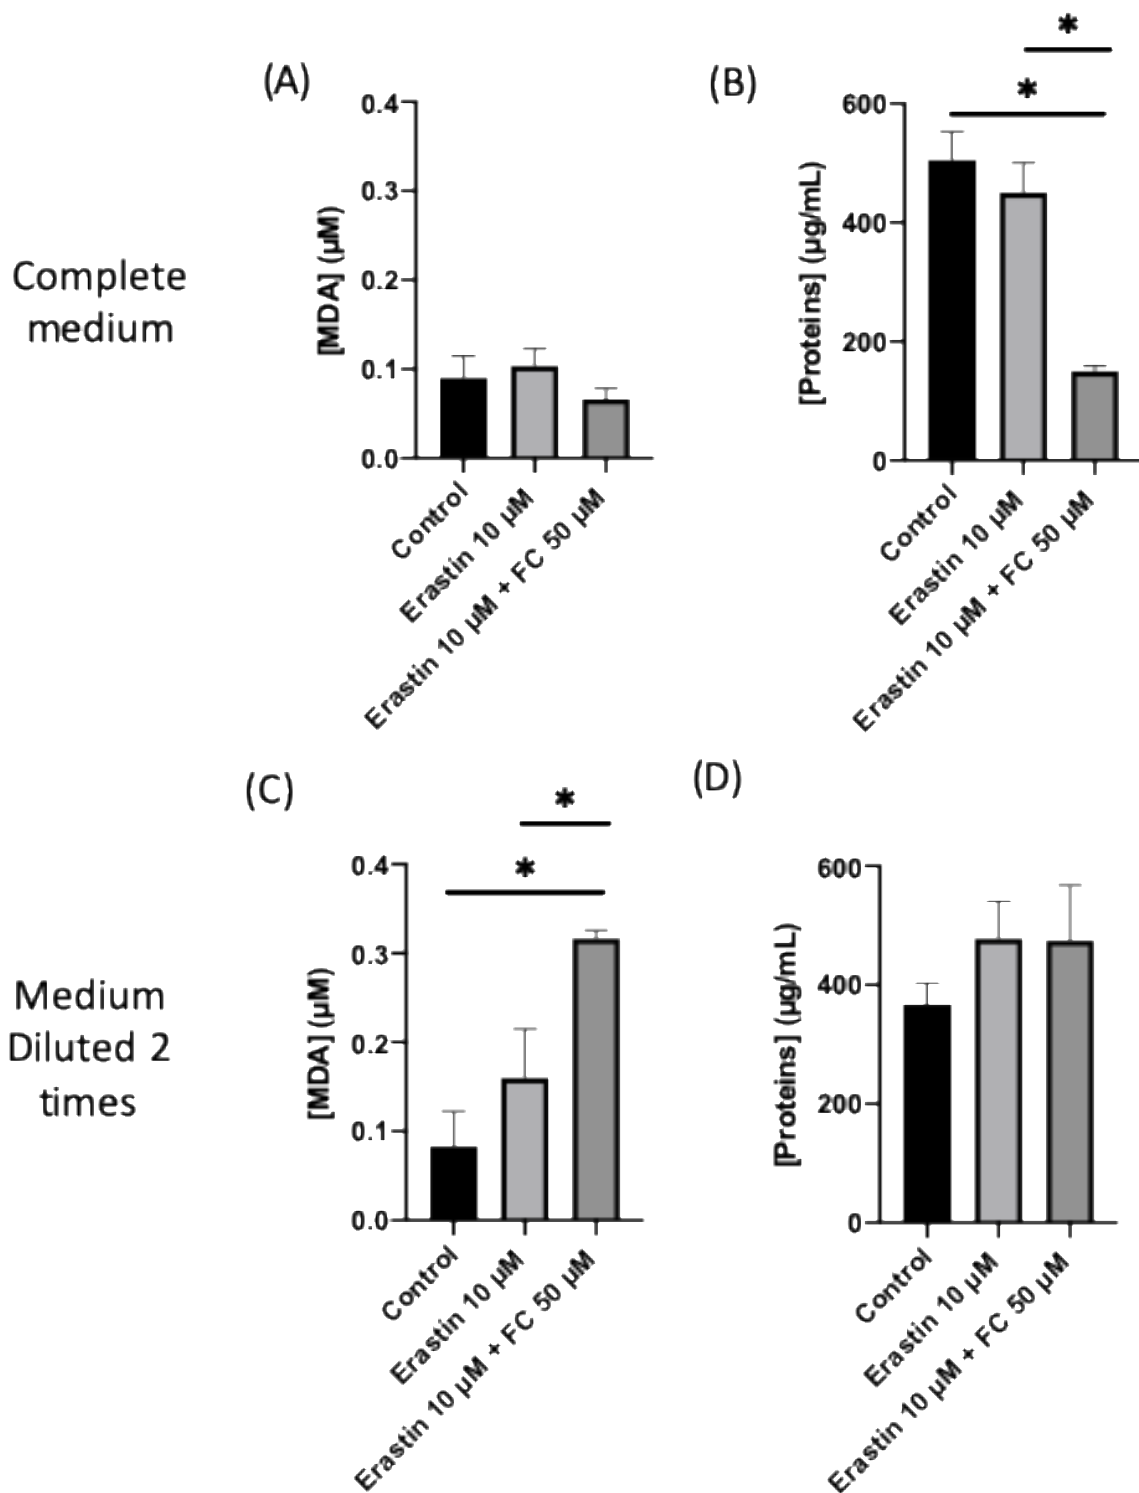 (A)
0.4
0.3
0.2
0.1
0.0
[MDA] (µM)
Control
Erastin 10 µM
Erastin 10 µM + FC 50 µM
(B)
*
*
600
400
200
0
[Proteins] (µg/mL)
Control
Erastin 10 µM
Erastin 10 µM + FC 50 µM
Complete
medium
(C)
*
*
0.4
0.3
0.2
0.1
0.0
[MDA] (µM)
Control
Erastin 10 µM
Erastin 10 µM + FC 50 µM
(D)
600
400
200
0
[Proteins] (µg/mL)
Control
Erastin 10 µM
Erastin 10 µM + FC 50 µM
Medium
Diluted 2
times